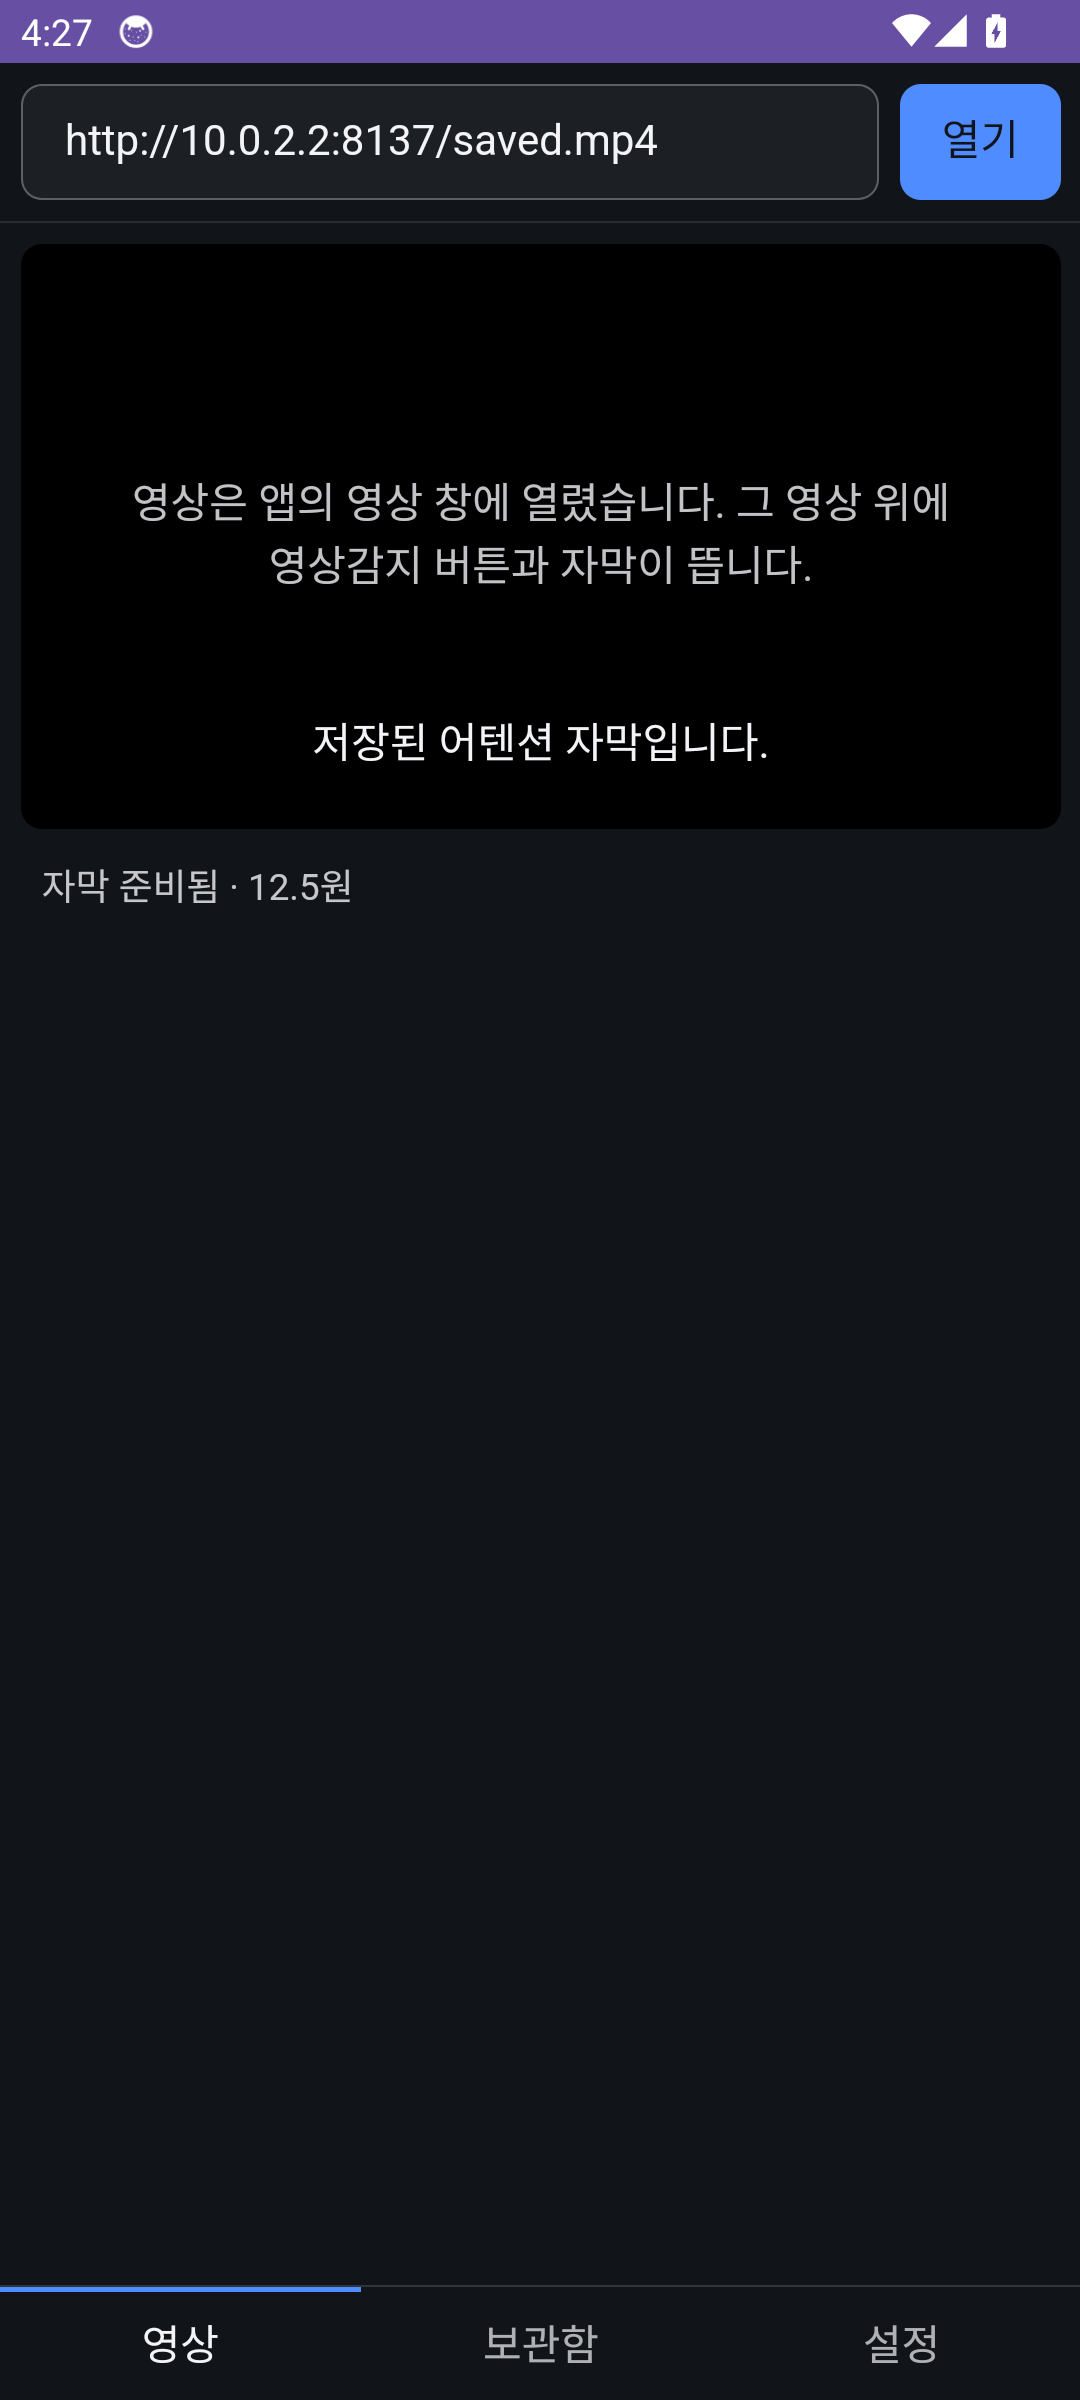 4:27
http://10.0.2.2:8137/saved.mp4
열기
영상은 앱의 영상 창에 열렸습니다. 그 영상 위에
영상감지 버튼과 자막이 뜹니다.
저장된 어텐션 자막입니다.
자막 준비됨 · 12.5원
영상
보관함
설정